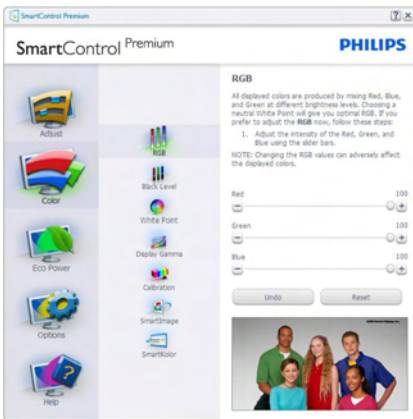 SmartControl Premium
SmartControl Premium
PHILIPS
Adjust
Color
Eco Power
Options
Help
RGB
Black Level
White Point
Display Gamma
Calibration
SmartImage
SmartKolor
RGB
All displayed colors are produced by mixing Red, Blue,
and Green at different brightness levels. Choosing a
neutral White Point will give you optimal RGB. If you
prefer to adjust the RGB now, follow these steps:
1. Adjust the intensity of the Red, Green, and
Blue using the slider bars.
NOTE: Changing the RGB values can adversely effect
the displayed colors.
Red 100
Green 100
Blue 100
Undo Reset